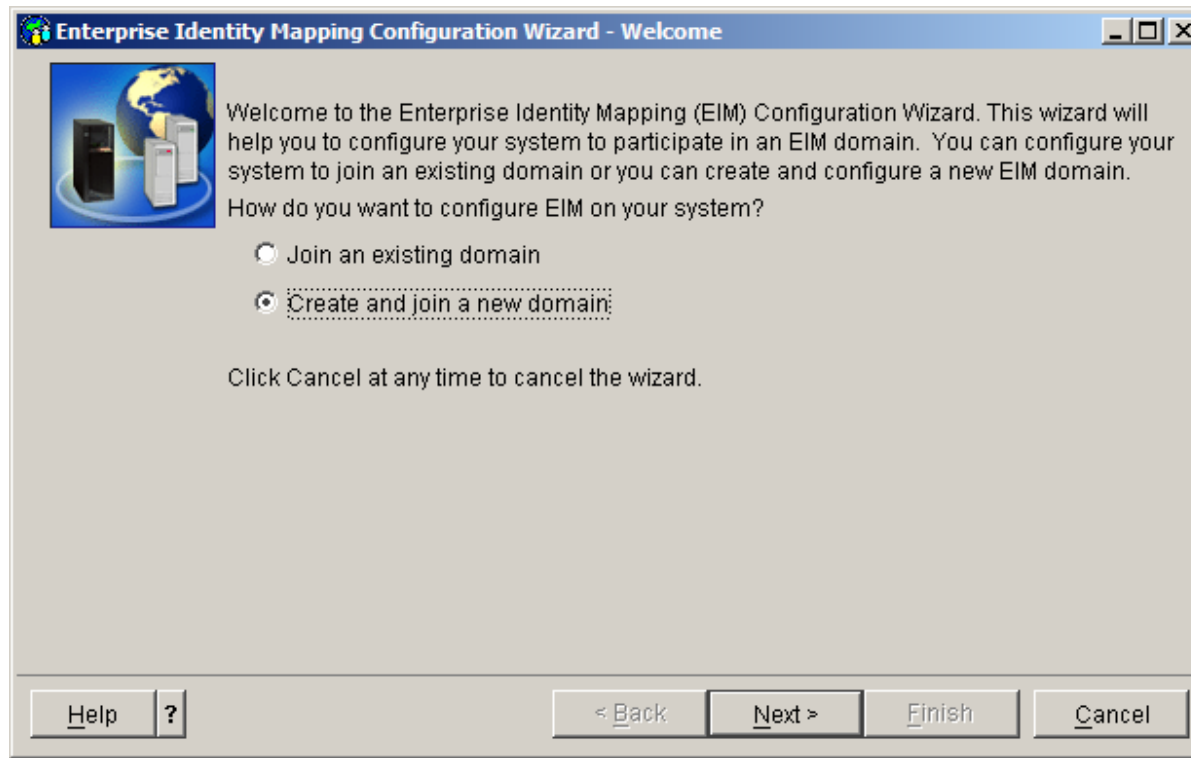 Enterprise Identity Mapping Configuration Wizard - Welcome
Welcome to the Enterprise Identity Mapping (EIM) Configuration Wizard. This wizard will
help you to configure your system to participate in an EIM domain.  You can configure your
system to join an existing domain or you can create and configure a new EIM domain.
How do you want to configure EIM on your system?
Join an existing domain
Create and join a new domain
Click Cancel at any time to cancel the wizard.
Help ? < Back Next > Finish Cancel